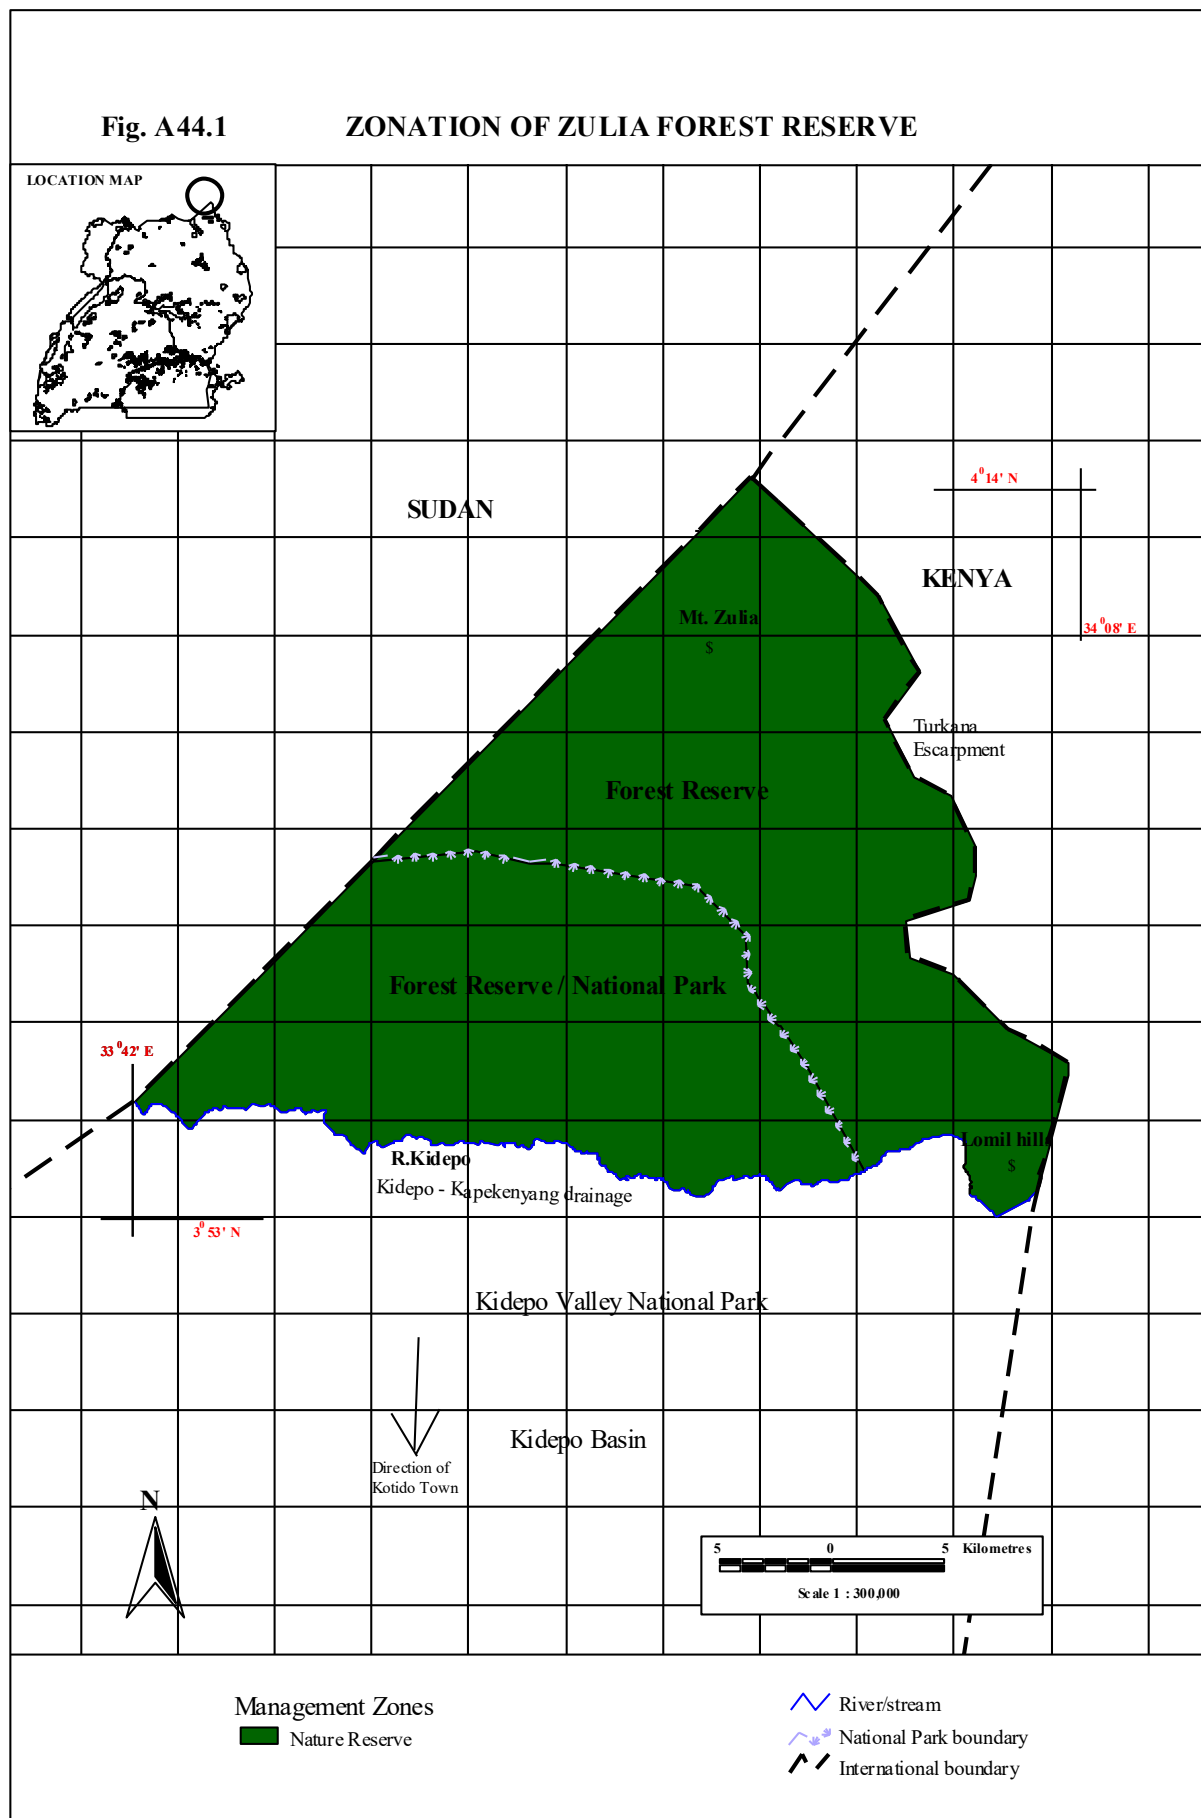 Fig. A44.1
ZONATION OF ZULIA FOREST RESERVE
LOCATION MAP
SUDAN
4⁰14' N
KENYA
34⁰08' E
Mt. Zulia
$
Turkana
Escarpment
Forest Reserve
Forest Reserve / National Park
33⁰42' E
Lomil hills
$
R.Kidepo
Kidepo - Kapekenyang drainage
3⁰53' N
Kidepo Valley National Park
Kidepo Basin
Direction of
Kotido Town
N
5 0 5 Kilometres
Scale 1 : 300,000
Management Zones
Nature Reserve
River/stream
National Park boundary
International boundary